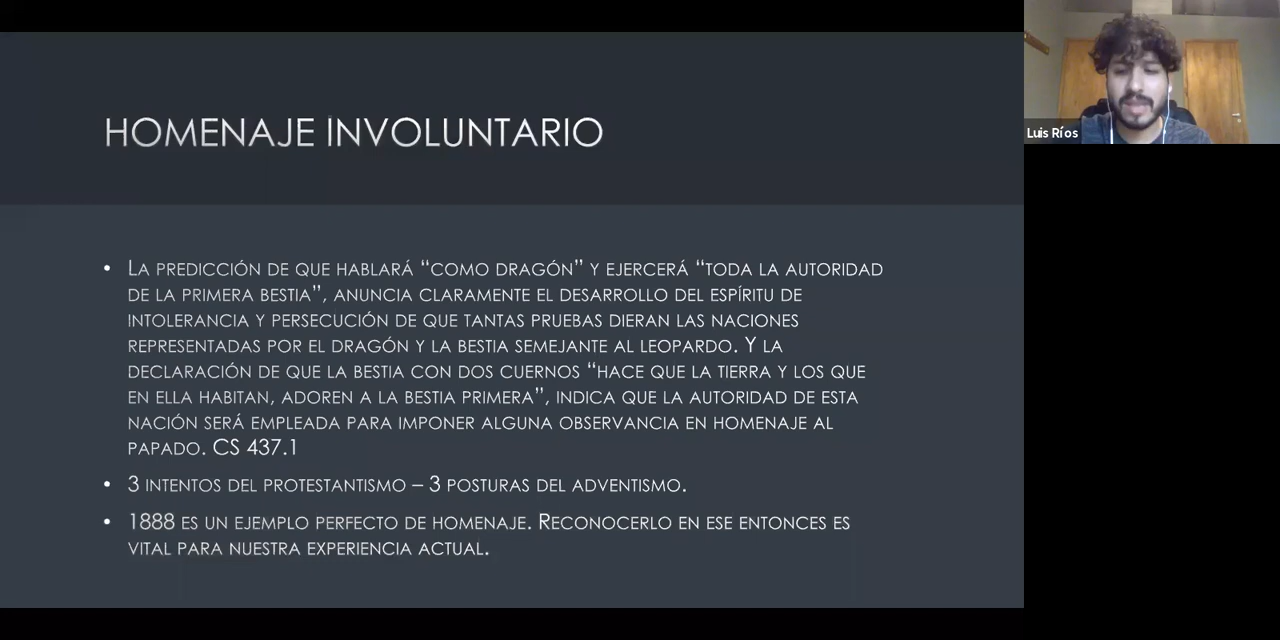 HOMENAJE INVOLUNTARIO
Luis Ríos
• LA PREDICCIÓN DE QUE HABLARÁ “COMO DRAGÓN” Y EJERCERÁ “TODA LA AUTORIDAD
DE LA PRIMERA BESTIA”, ANUNCIA CLARAMENTE EL DESARROLLO DEL ESPÍRITU DE
INTOLERANCIA Y PERSECUCIÓN DE QUE TANTAS PRUEBAS DIERAN LAS NACIONES
REPRESENTADAS POR EL DRAGÓN Y LA BESTIA SEMEJANTE AL LEOPARDO. Y LA
DECLARACIÓN DE QUE LA BESTIA CON DOS CUERNOS “HACE QUE LA TIERRA Y LOS QUE
EN ELLA HABITAN, ADOREN A LA BESTIA PRIMERA”, INDICA QUE LA AUTORIDAD DE ESTA
NACIÓN SERÁ EMPLEADA PARA IMPONER ALGUNA OBSERVANCIA EN HOMENAJE AL
PAPADO. CS 437.1
• 3 INTENTOS DEL PROTESTANTISMO – 3 POSTURAS DEL ADVENTISMO.
• 1888 ES UN EJEMPLO PERFECTO DE HOMENAJE. RECONOCERLO EN ESE ENTONCES ES
VITAL PARA NUESTRA EXPERIENCIA ACTUAL.